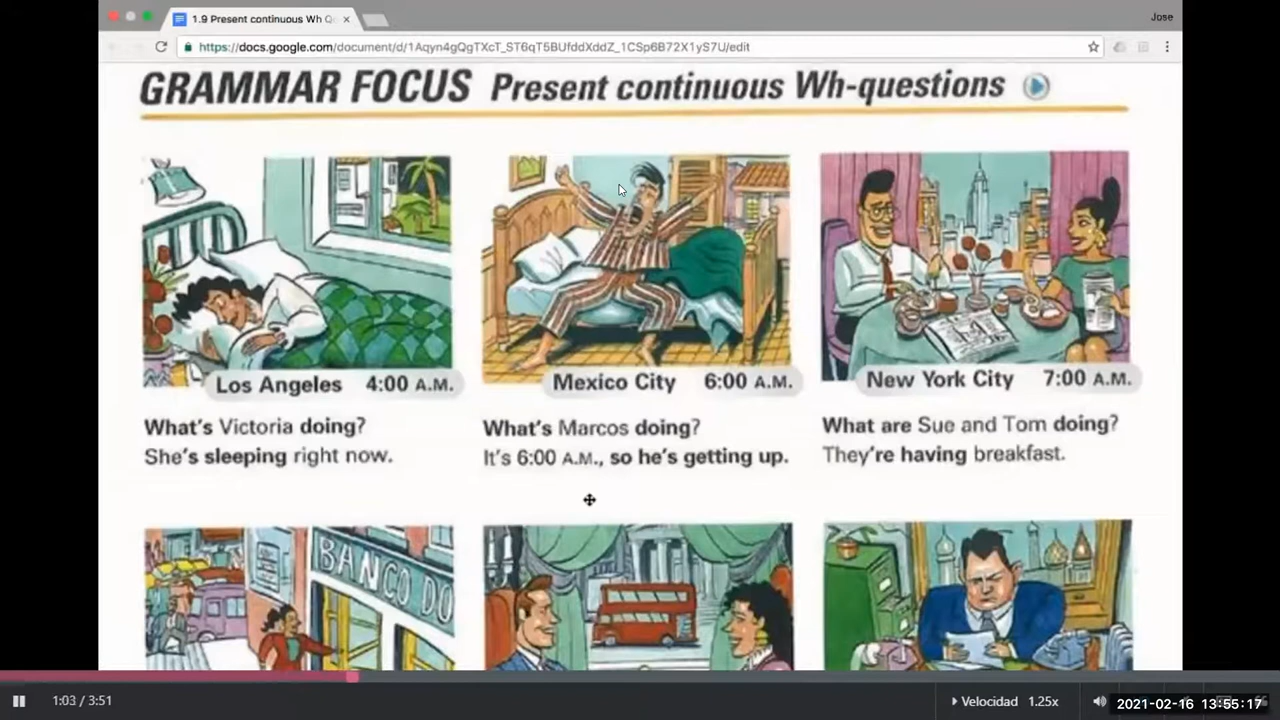 1.9 Present continuous Wh Q
Jose
https://docs.google.com/document/d/1Aqyn4gQgTXcT_ST6qT5BUfddXddZ_1CSp6B72X1yS7U/edit
GRAMMAR FOCUS Present continuous Wh-questions
Los Angeles 4:00 A.M.
Mexico City 6:00 A.M.
New York City 7:00 A.M.
What's Victoria doing?
She's sleeping right now.
What's Marcos doing?
It's 6:00 A.M., so he's getting up.
What are Sue and Tom doing?
They're having breakfast.
BANCO DO
1:03 / 3:51
Velocidad 1.25x
2021-02-16 13:55:17